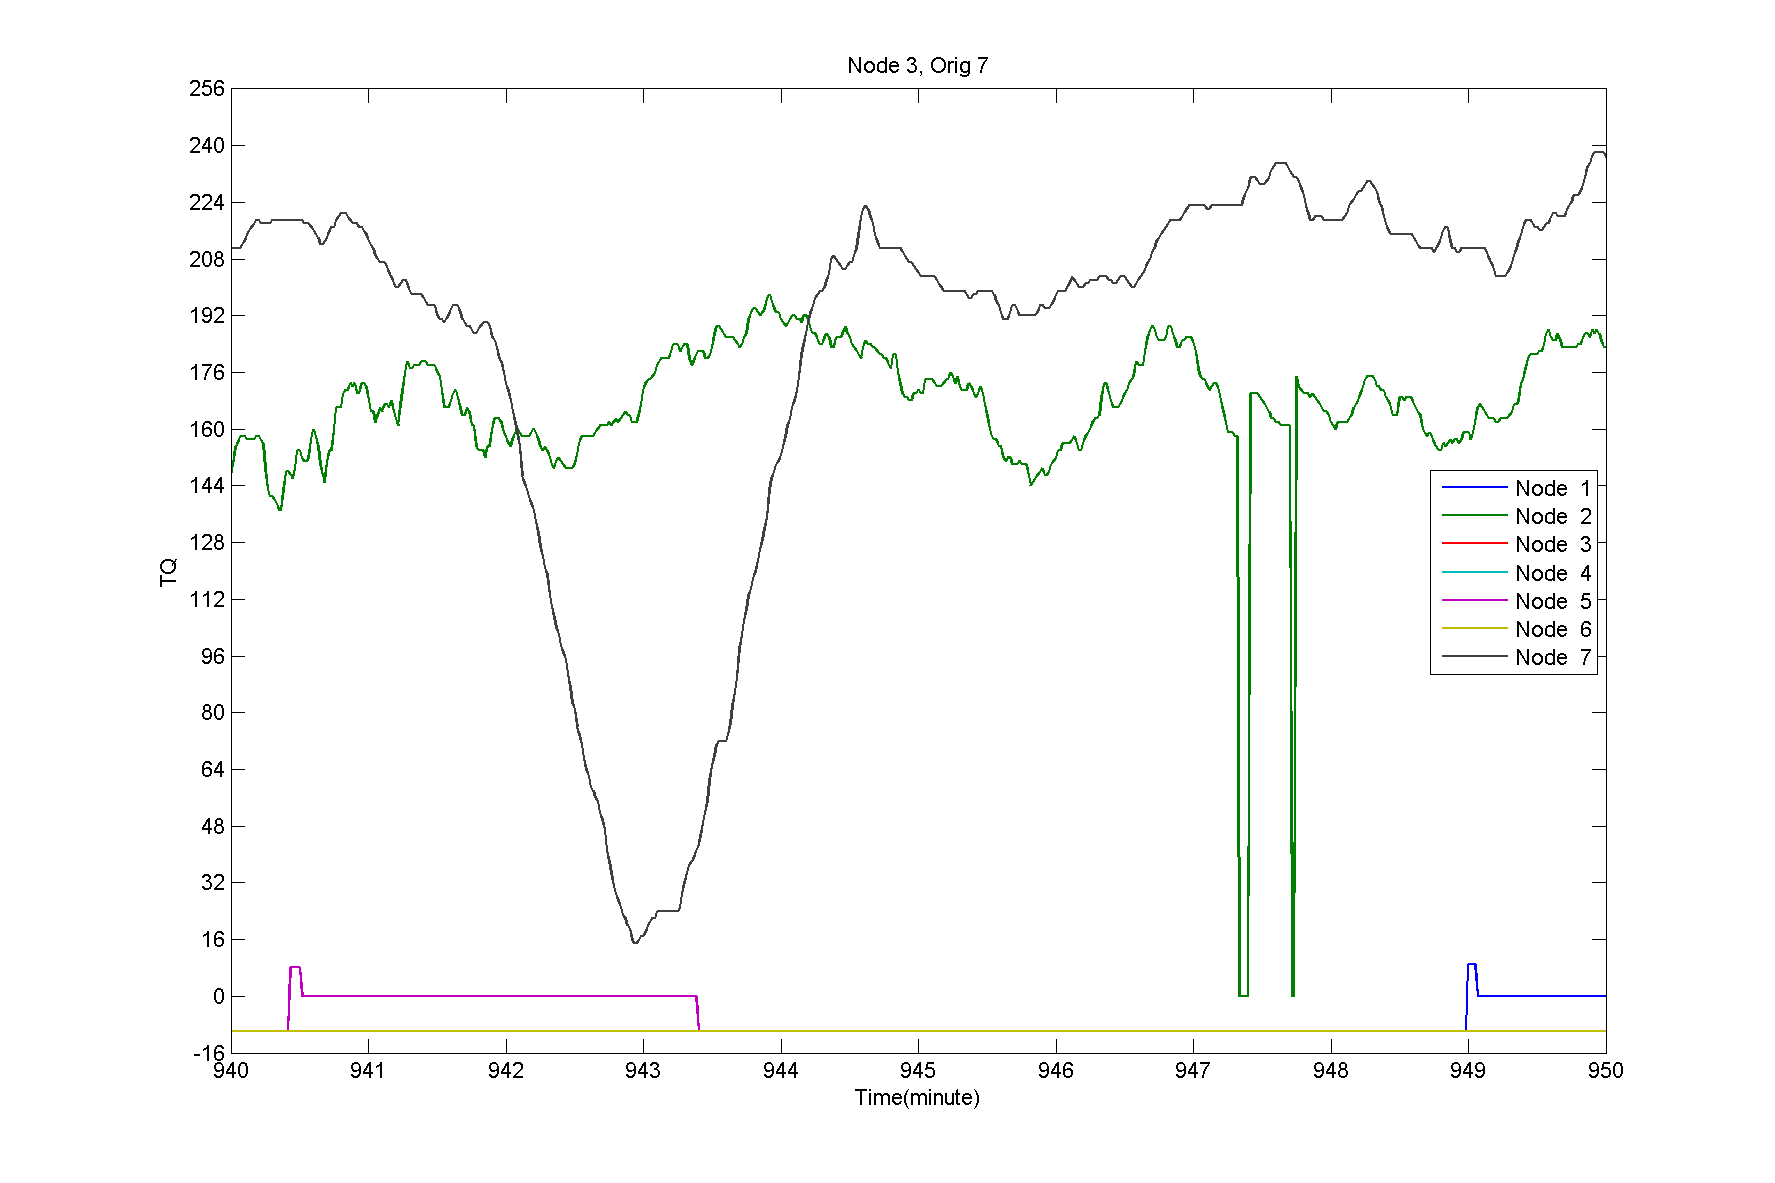 Node 3, Orig 7
256
240
224
208
192
176
160
144
128
112
96
80
64
48
32
16
0
-16
TQ
Node 1
Node 2
Node 3
Node 4
Node 5
Node 6
Node 7
940 941 942 943 944 945 946 947 948 949 950
Time(minute)